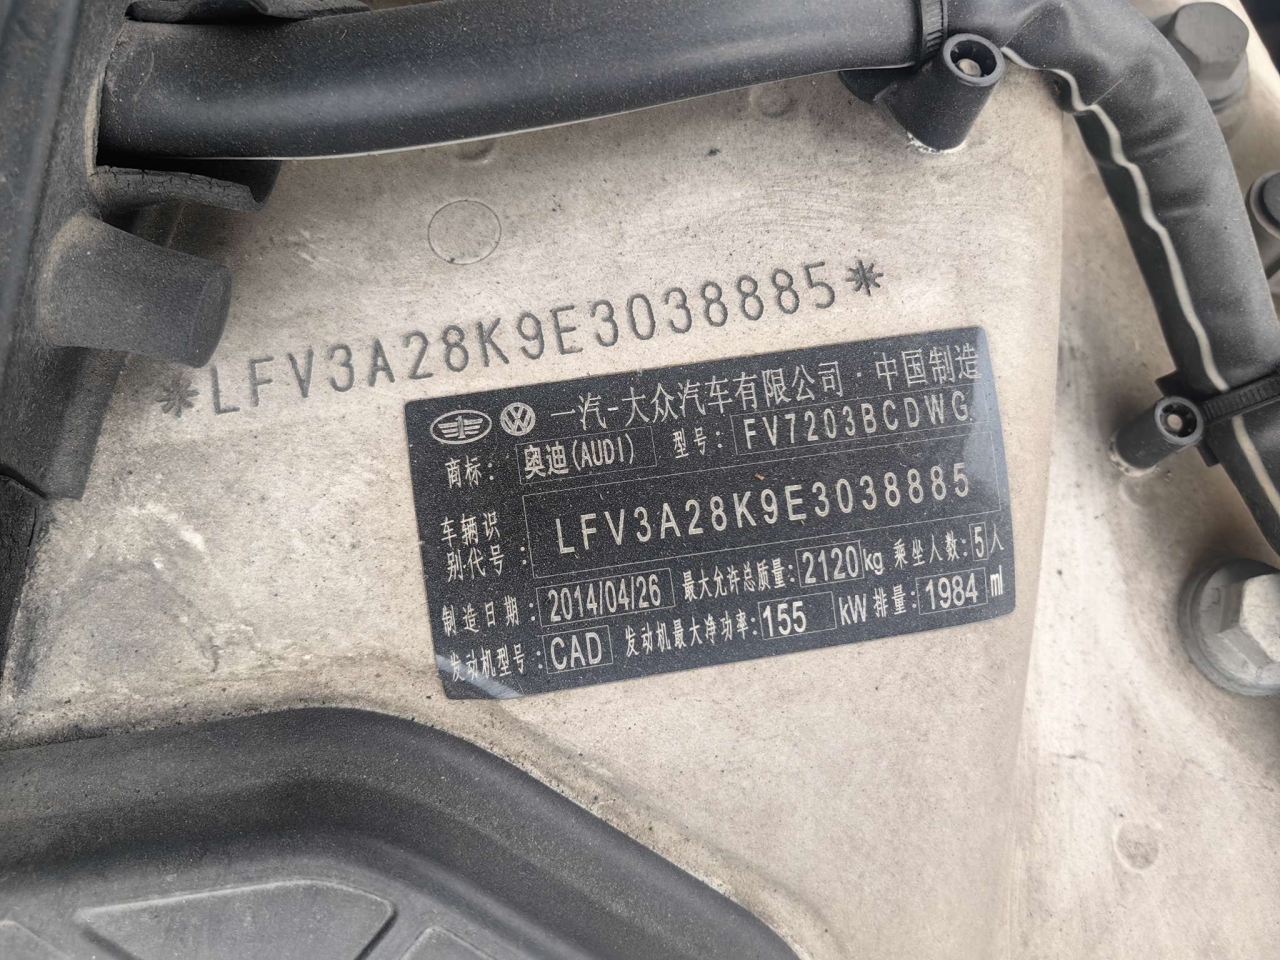 *LFV3A28K9E3038885*
一汽-大众汽车有限公司·中国制造
商标: 奥迪(AUDI) 型号: FV7203BCDWG
车辆识别代号: LFV3A28K9E3038885
制造日期: 2014/04/26 最大允许总质量: 2120kg 乘坐人数: 5人
发动机型号: CAD 发动机最大净功率: 155 kW 排量: 1984 ml